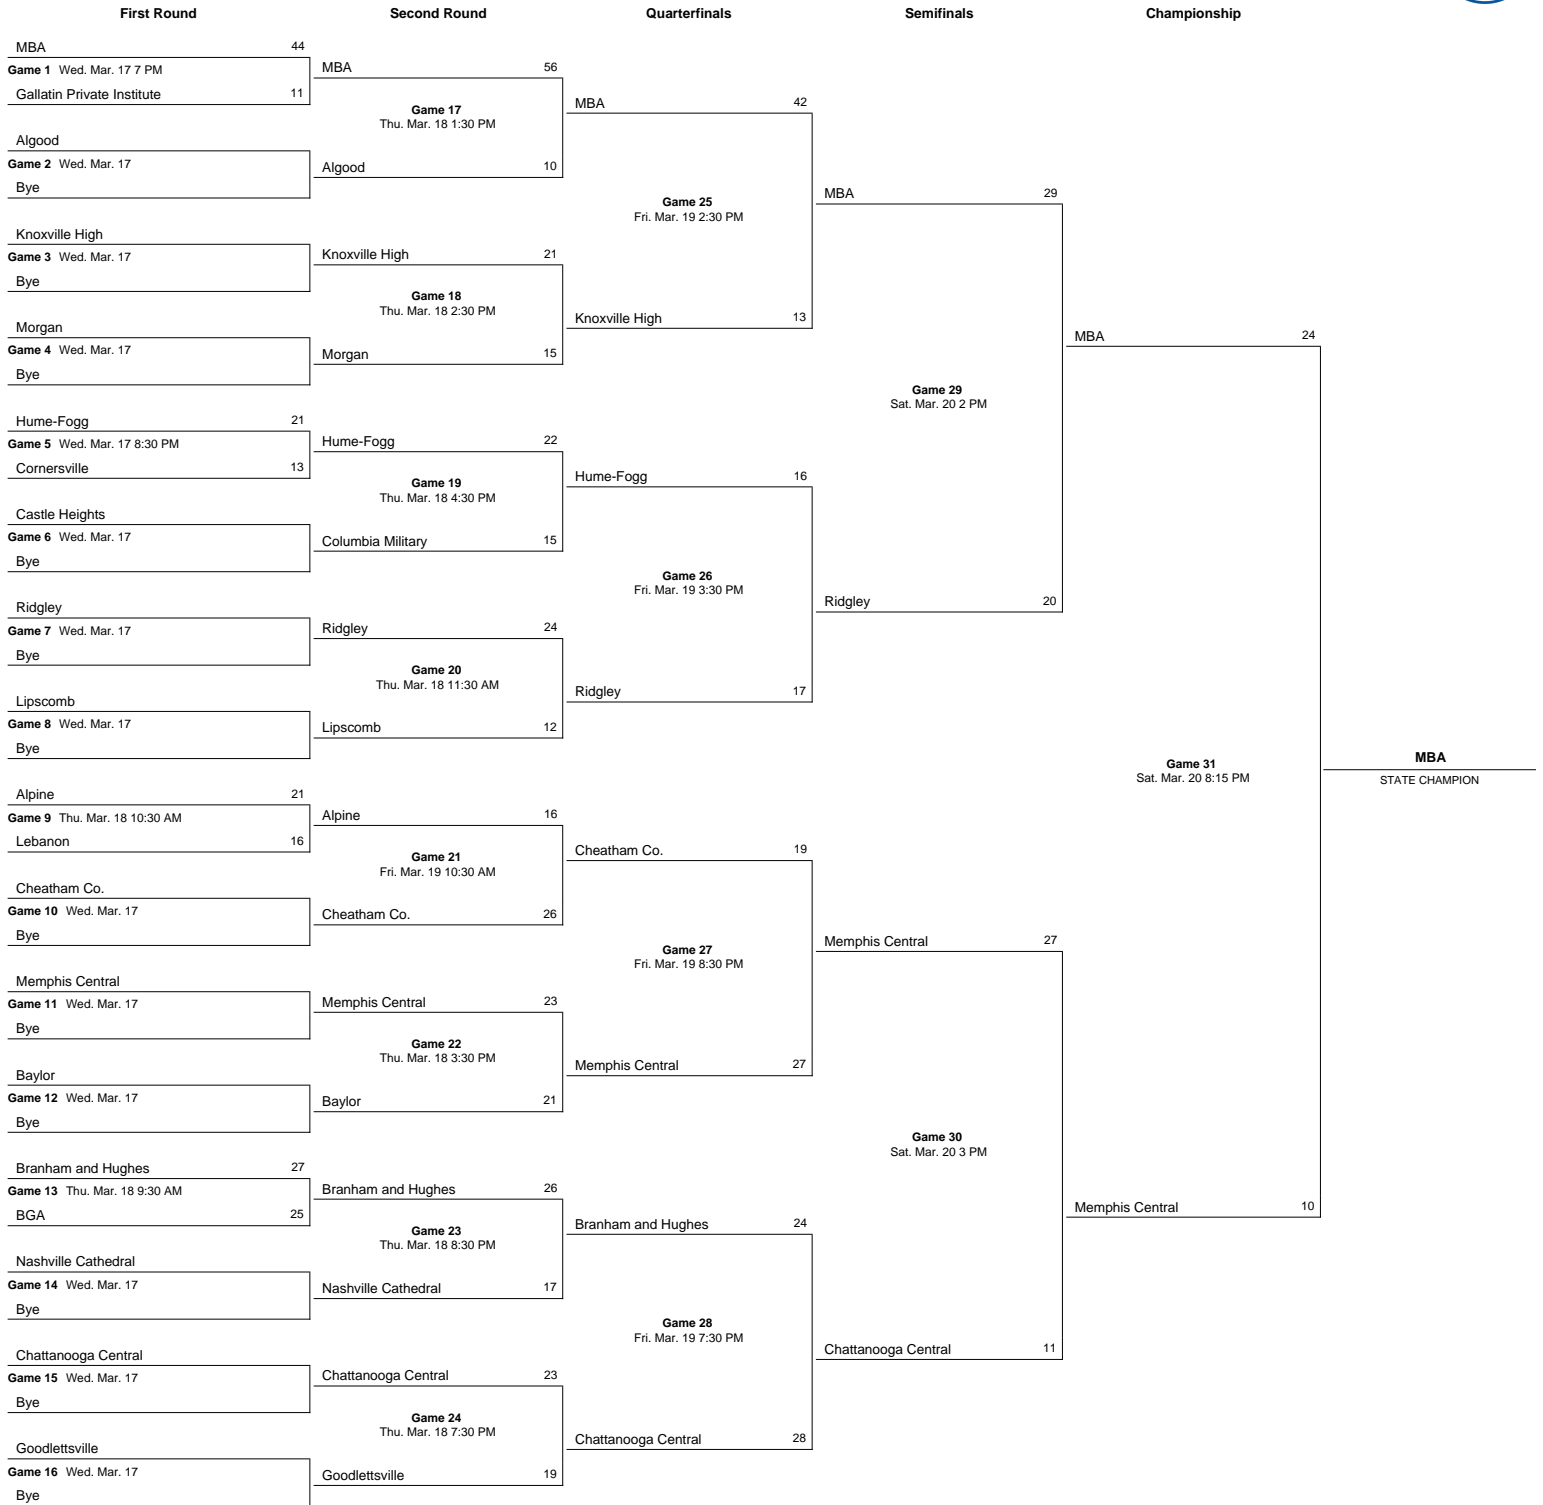 First Round
Second Round
Quarterfinals
Semifinals
Championship
MBA 44
Game 1 Wed. Mar. 17 7 PM
Gallatin Private Institute 11
Algood
Game 2 Wed. Mar. 17
Bye
Knoxville High
Game 3 Wed. Mar. 17
Bye
Morgan
Game 4 Wed. Mar. 17
Bye
Hume-Fogg 21
Game 5 Wed. Mar. 17 8:30 PM
Cornersville 13
Castle Heights
Game 6 Wed. Mar. 17
Bye
Ridgley
Game 7 Wed. Mar. 17
Bye
Lipscomb
Game 8 Wed. Mar. 17
Bye
Alpine 21
Game 9 Thu. Mar. 18 10:30 AM
Lebanon 16
Cheatham Co.
Game 10 Wed. Mar. 17
Bye
Memphis Central
Game 11 Wed. Mar. 17
Bye
Baylor
Game 12 Wed. Mar. 17
Bye
Branham and Hughes 27
Game 13 Thu. Mar. 18 9:30 AM
BGA 25
Nashville Cathedral
Game 14 Wed. Mar. 17
Bye
Chattanooga Central
Game 15 Wed. Mar. 17
Bye
Goodlettsville
Game 16 Wed. Mar. 17
Bye
MBA 56
Game 17
Thu. Mar. 18 1:30 PM
Algood 10
Knoxville High 21
Game 18
Thu. Mar. 18 2:30 PM
Morgan 15
Hume-Fogg 22
Game 19
Thu. Mar. 18 4:30 PM
Columbia Military 15
Ridgley 24
Game 20
Thu. Mar. 18 11:30 AM
Lipscomb 12
Alpine 16
Game 21
Fri. Mar. 19 10:30 AM
Cheatham Co. 26
Memphis Central 23
Game 22
Thu. Mar. 18 3:30 PM
Baylor 21
Branham and Hughes 26
Game 23
Thu. Mar. 18 8:30 PM
Nashville Cathedral 17
Chattanooga Central 23
Game 24
Thu. Mar. 18 7:30 PM
Goodlettsville 19
MBA 42
Game 25
Fri. Mar. 19 2:30 PM
Knoxville High 13
Hume-Fogg 16
Game 26
Fri. Mar. 19 3:30 PM
Ridgley 17
Cheatham Co. 19
Game 27
Fri. Mar. 19 8:30 PM
Memphis Central 27
Branham and Hughes 24
Game 28
Fri. Mar. 19 7:30 PM
Chattanooga Central 28
MBA 29
Game 29
Sat. Mar. 20 2 PM
Ridgley 20
Memphis Central 27
Game 30
Sat. Mar. 20 3 PM
Chattanooga Central 11
MBA 24
Game 31
Sat. Mar. 20 8:15 PM
Memphis Central 10
MBA
STATE CHAMPION